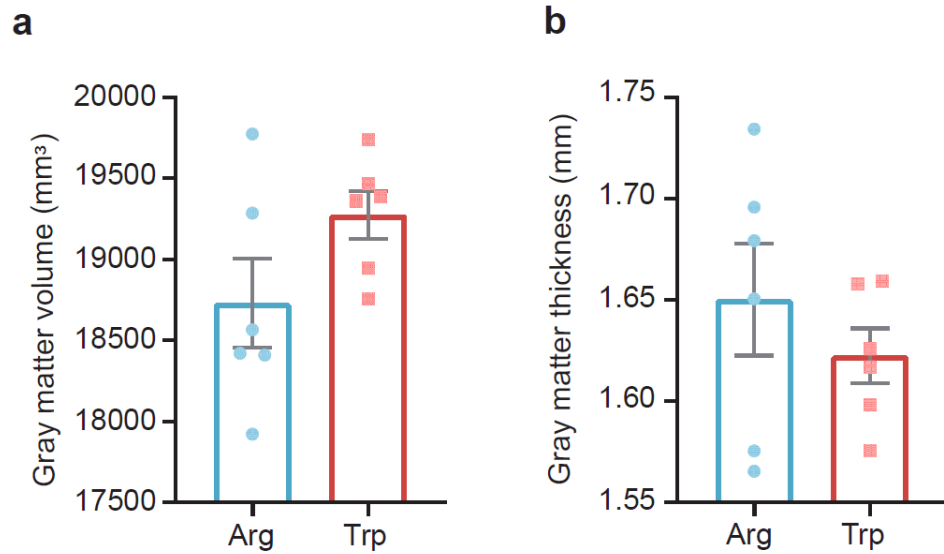 a
Gray matter volume (mm³)
20000
19500
19000
18500
18000
17500
Arg Trp
b
Gray matter thickness (mm)
1.75
1.70
1.65
1.60
1.55
Arg Trp